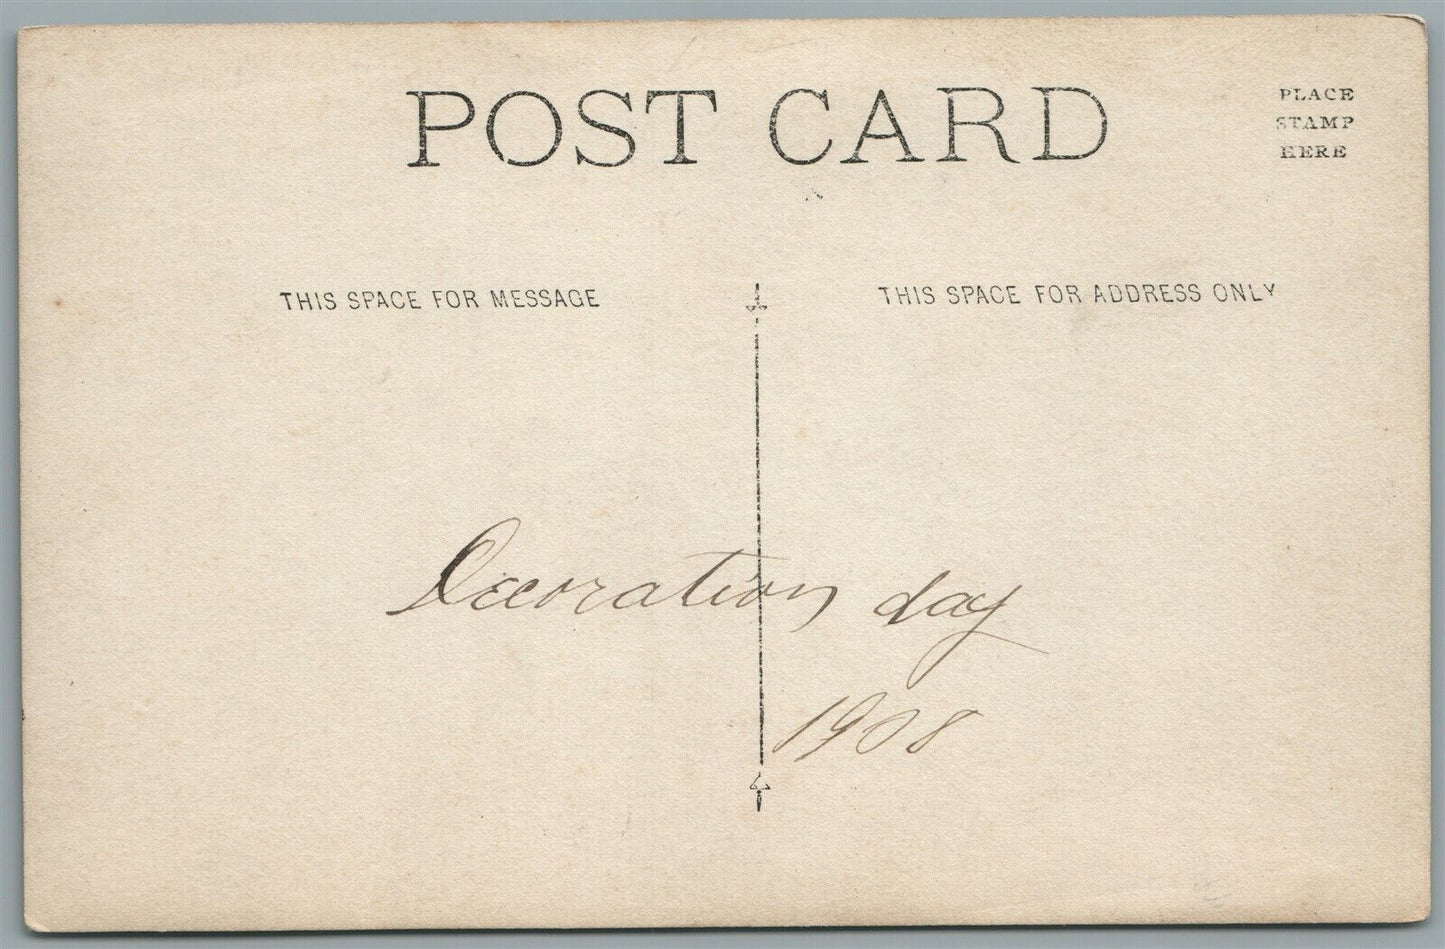 POST CARD
PLACE
STAMP
HERE
THIS SPACE FOR MESSAGE
THIS SPACE FOR ADDRESS ONLY
Decoration day
1908